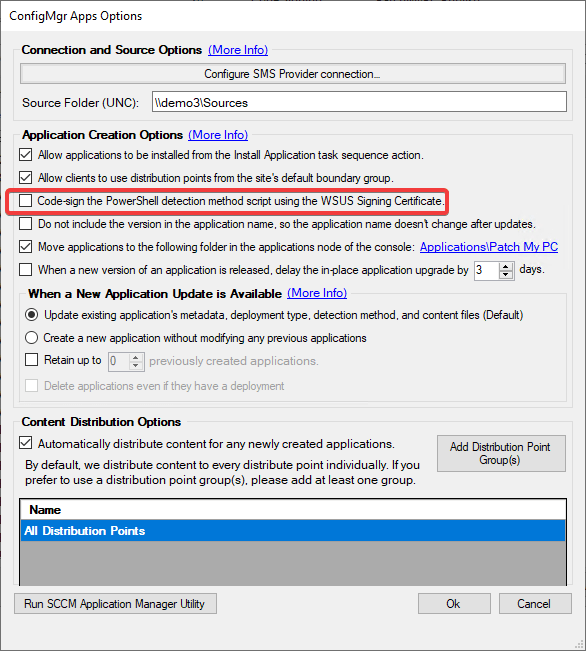 ConfigMgr Apps Options
Connection and Source Options (More Info)
Configure SMS Provider connection...
Source Folder (UNC): \\demo3\Sources
Application Creation Options (More Info)
Allow applications to be installed from the Install Application task sequence action.
Allow clients to use distribution points from the site's default boundary group.
Code-sign the PowerShell detection method script using the WSUS Signing Certificate.
Do not include the version in the application name, so the application name doesn't change after updates.
Move applications to the following folder in the applications node of the console: Applications\Patch My PC
When a new version of an application is released, delay the in-place application upgrade by 3 days.
When a New Application Update is Available (More Info)
Update existing application's metadata, deployment type, detection method, and content files (Default)
Create a new application without modifying any previous applications
Retain up to 0 previously created applications.
Delete applications even if they have a deployment
Content Distribution Options
Automatically distribute content for any newly created applications.
Add Distribution Point
Group(s)
By default, we distribute content to every distribute point individually. If you
prefer to use a distribution point group(s), please add at least one group.
Name
All Distribution Points
Run SCCM Application Manager Utility
Ok
Cancel